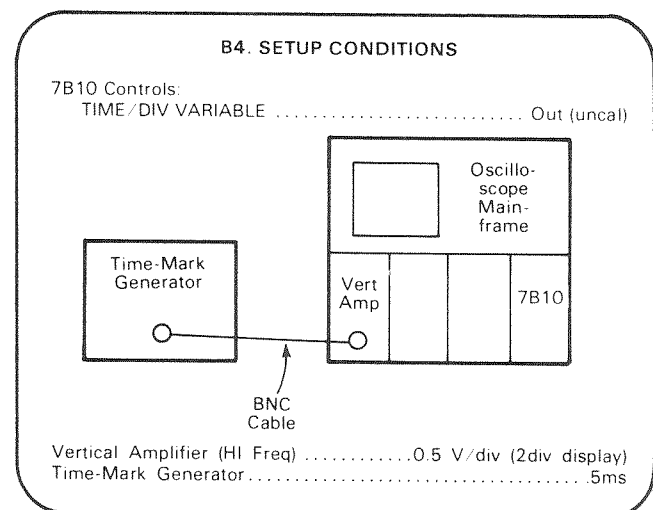 B4. SETUP CONDITIONS
7B10 Controls:
TIME/DIV VARIABLE .......................... Out (uncal)
Oscillo-
scope
Main-
frame
Time-Mark
Generator
Vert
Amp
7B10
BNC
Cable
Vertical Amplifier (HI Freq) ...........0.5 V/div (2div display)
Time-Mark Generator.....................................5ms